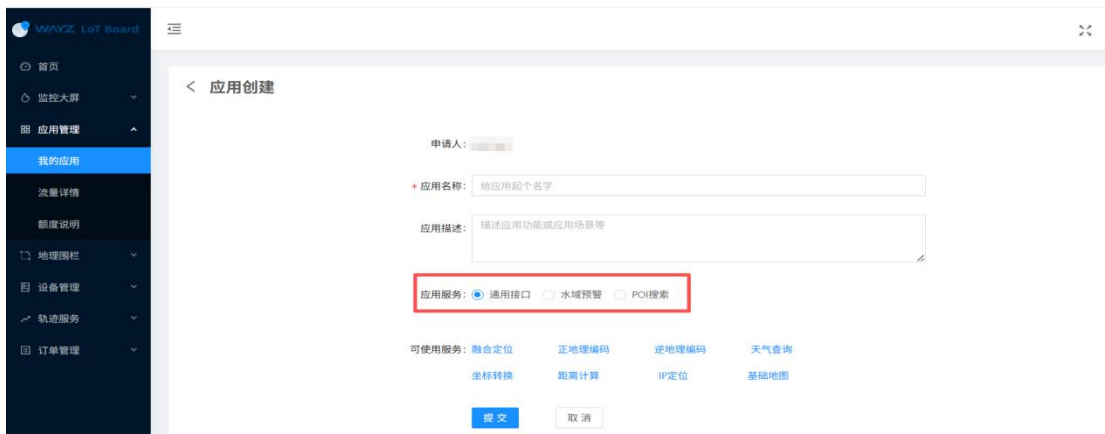 WAYZ LoT Board
首页
监控大屏
应用管理
我的应用
流量详情
额度说明
地理围栏
设备管理
轨迹服务
订单管理
< 应用创建
申请人:
* 应用名称: 给应用起个名字
应用描述: 描述应用功能或应用场景等
应用服务: 通用接口 水域预警 POI搜索
可使用服务: 融合定位 正地理编码 逆地理编码 天气查询
坐标转换 距离计算 IP定位 基础地图
提交 取消